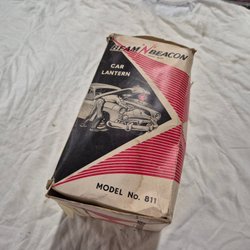 BEAM'N BEACON
CAR
LANTERN
MODEL No. 811